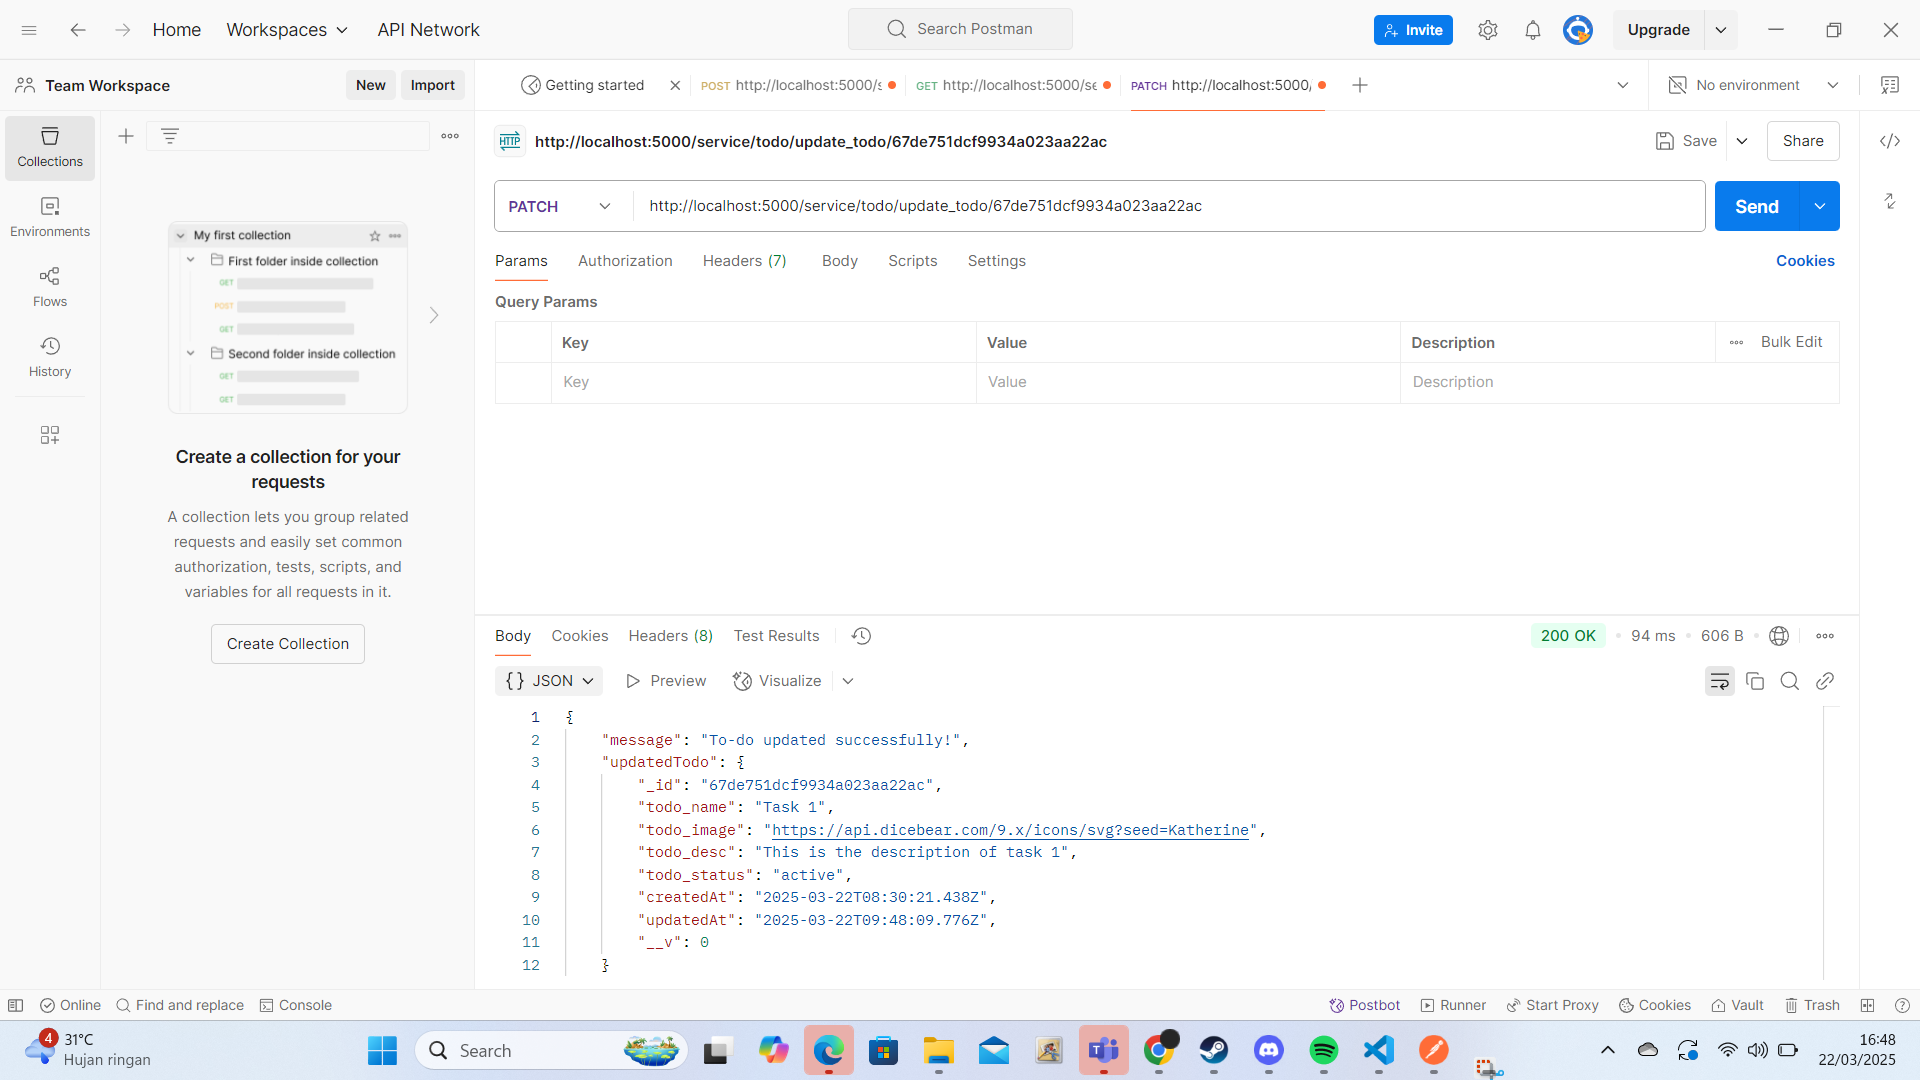 Home Workspaces API Network Search Postman Invite Upgrade
Team Workspace New Import Getting started POST http://localhost:5000/s GET http://localhost:5000/se PATCH http://localhost:5000/ No environment
Collections
Environments
Flows
History
My first collection
First folder inside collection
GET
POST
GET
Second folder inside collection
GET
GET
Create a collection for your
requests
A collection lets you group related
requests and easily set common
authorization, tests, scripts, and
variables for all requests in it.
Create Collection
HTTP http://localhost:5000/service/todo/update_todo/67de751dcf9934a023aa22ac Save Share
PATCH http://localhost:5000/service/todo/update_todo/67de751dcf9934a023aa22ac Send
Params Authorization Headers (7) Body Scripts Settings Cookies
Query Params
Key Value Description Bulk Edit
Key Value Description
Body Cookies Headers (8) Test Results 200 OK • 94 ms • 606 B •
{} JSON Preview Visualize
1 {
2 "message": "To-do updated successfully!",
3 "updatedTodo": {
4 "_id": "67de751dcf9934a023aa22ac",
5 "todo_name": "Task 1",
6 "todo_image": "https://api.dicebear.com/9.x/icons/svg?seed=Katherine",
7 "todo_desc": "This is the description of task 1",
8 "todo_status": "active",
9 "createdAt": "2025-03-22T08:30:21.438Z",
10 "updatedAt": "2025-03-22T09:48:09.776Z",
11 "__v": 0
12 }
Online Find and replace Console Postbot Runner Start Proxy Cookies Vault Trash
4 31°C
Hujan ringan
Search
16:48
22/03/2025